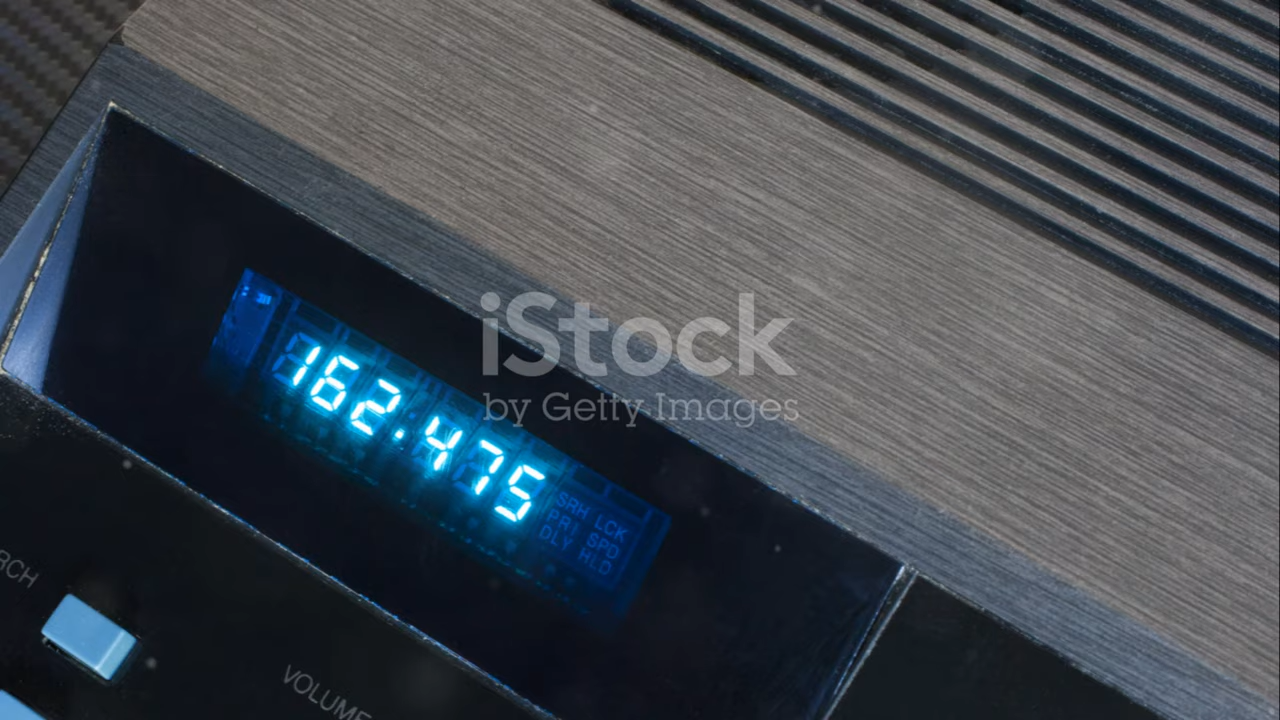 iStock
by Getty Images
162.475
SRH LCK
PRI SPD
DLY HLD
RCH
VOLUME